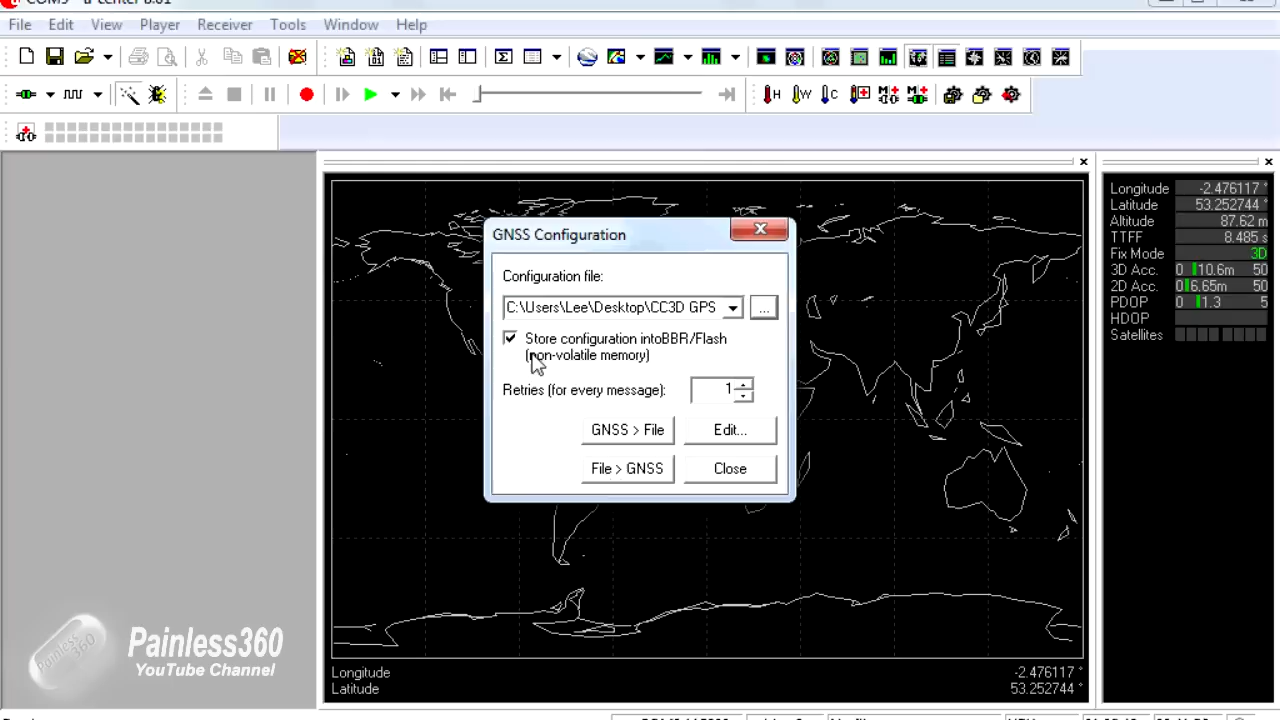 File Edit View Player Receiver Tools Window Help
H W C
GNSS Configuration
Configuration file:
C:\Users\Lee\Desktop\CC3D GPS
...
Store configuration intoBBR/Flash
(non-volatile memory)
Retries (for every message): 1
GNSS > File Edit...
File > GNSS Close
Longitude -2.476117 °
Latitude 53.252744 °
Altitude 87.62 m
TTFF 8.485 s
Fix Mode 3D
3D Acc. 0 10.6m 50
2D Acc. 0 6.65m 50
PDOP 0 1.3 5
HDOP
Satellites
Longitude -2.476117 °
Latitude 53.252744 °
Painless360
Painless360
YouTube Channel